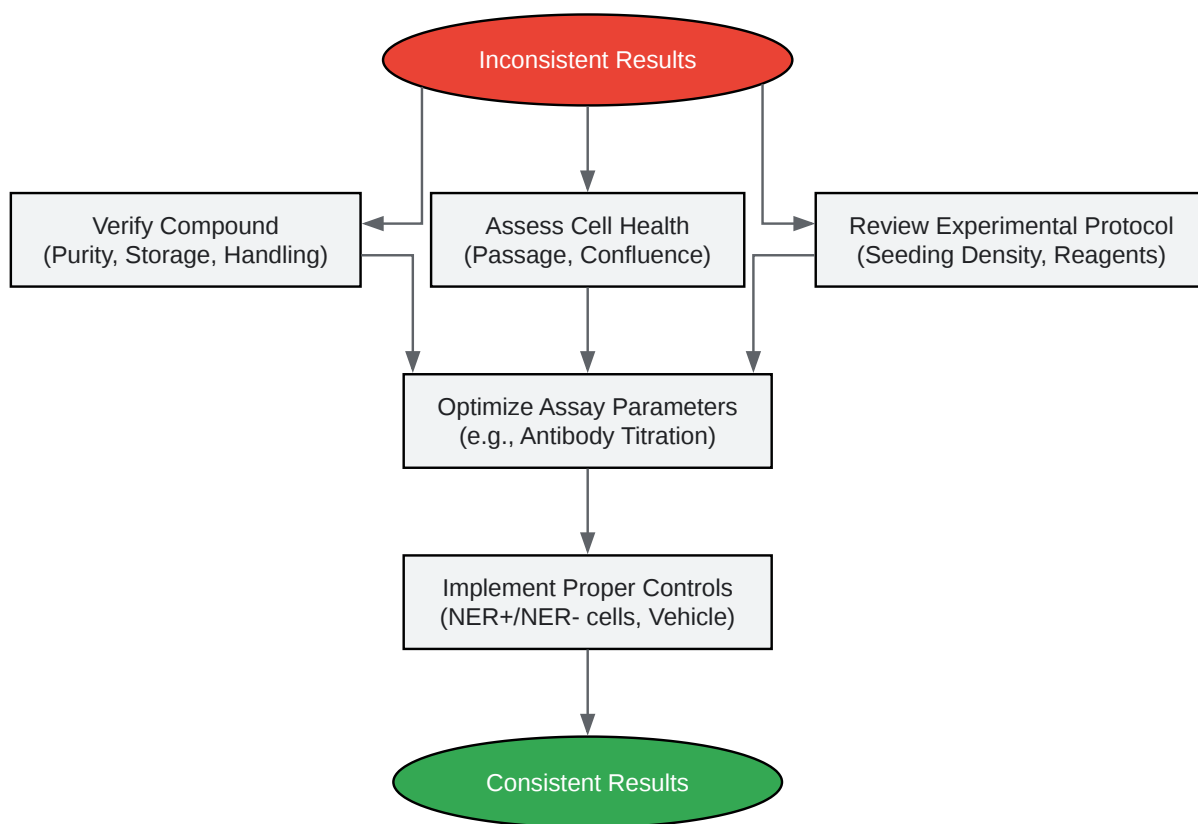 Inconsistent Results
Verify Compound
(Purity, Storage, Handling)
Assess Cell Health
(Passage, Confluence)
Review Experimental Protocol
(Seeding Density, Reagents)
Optimize Assay Parameters
(e.g., Antibody Titration)
Implement Proper Controls
(NER+/NER- cells, Vehicle)
Consistent Results